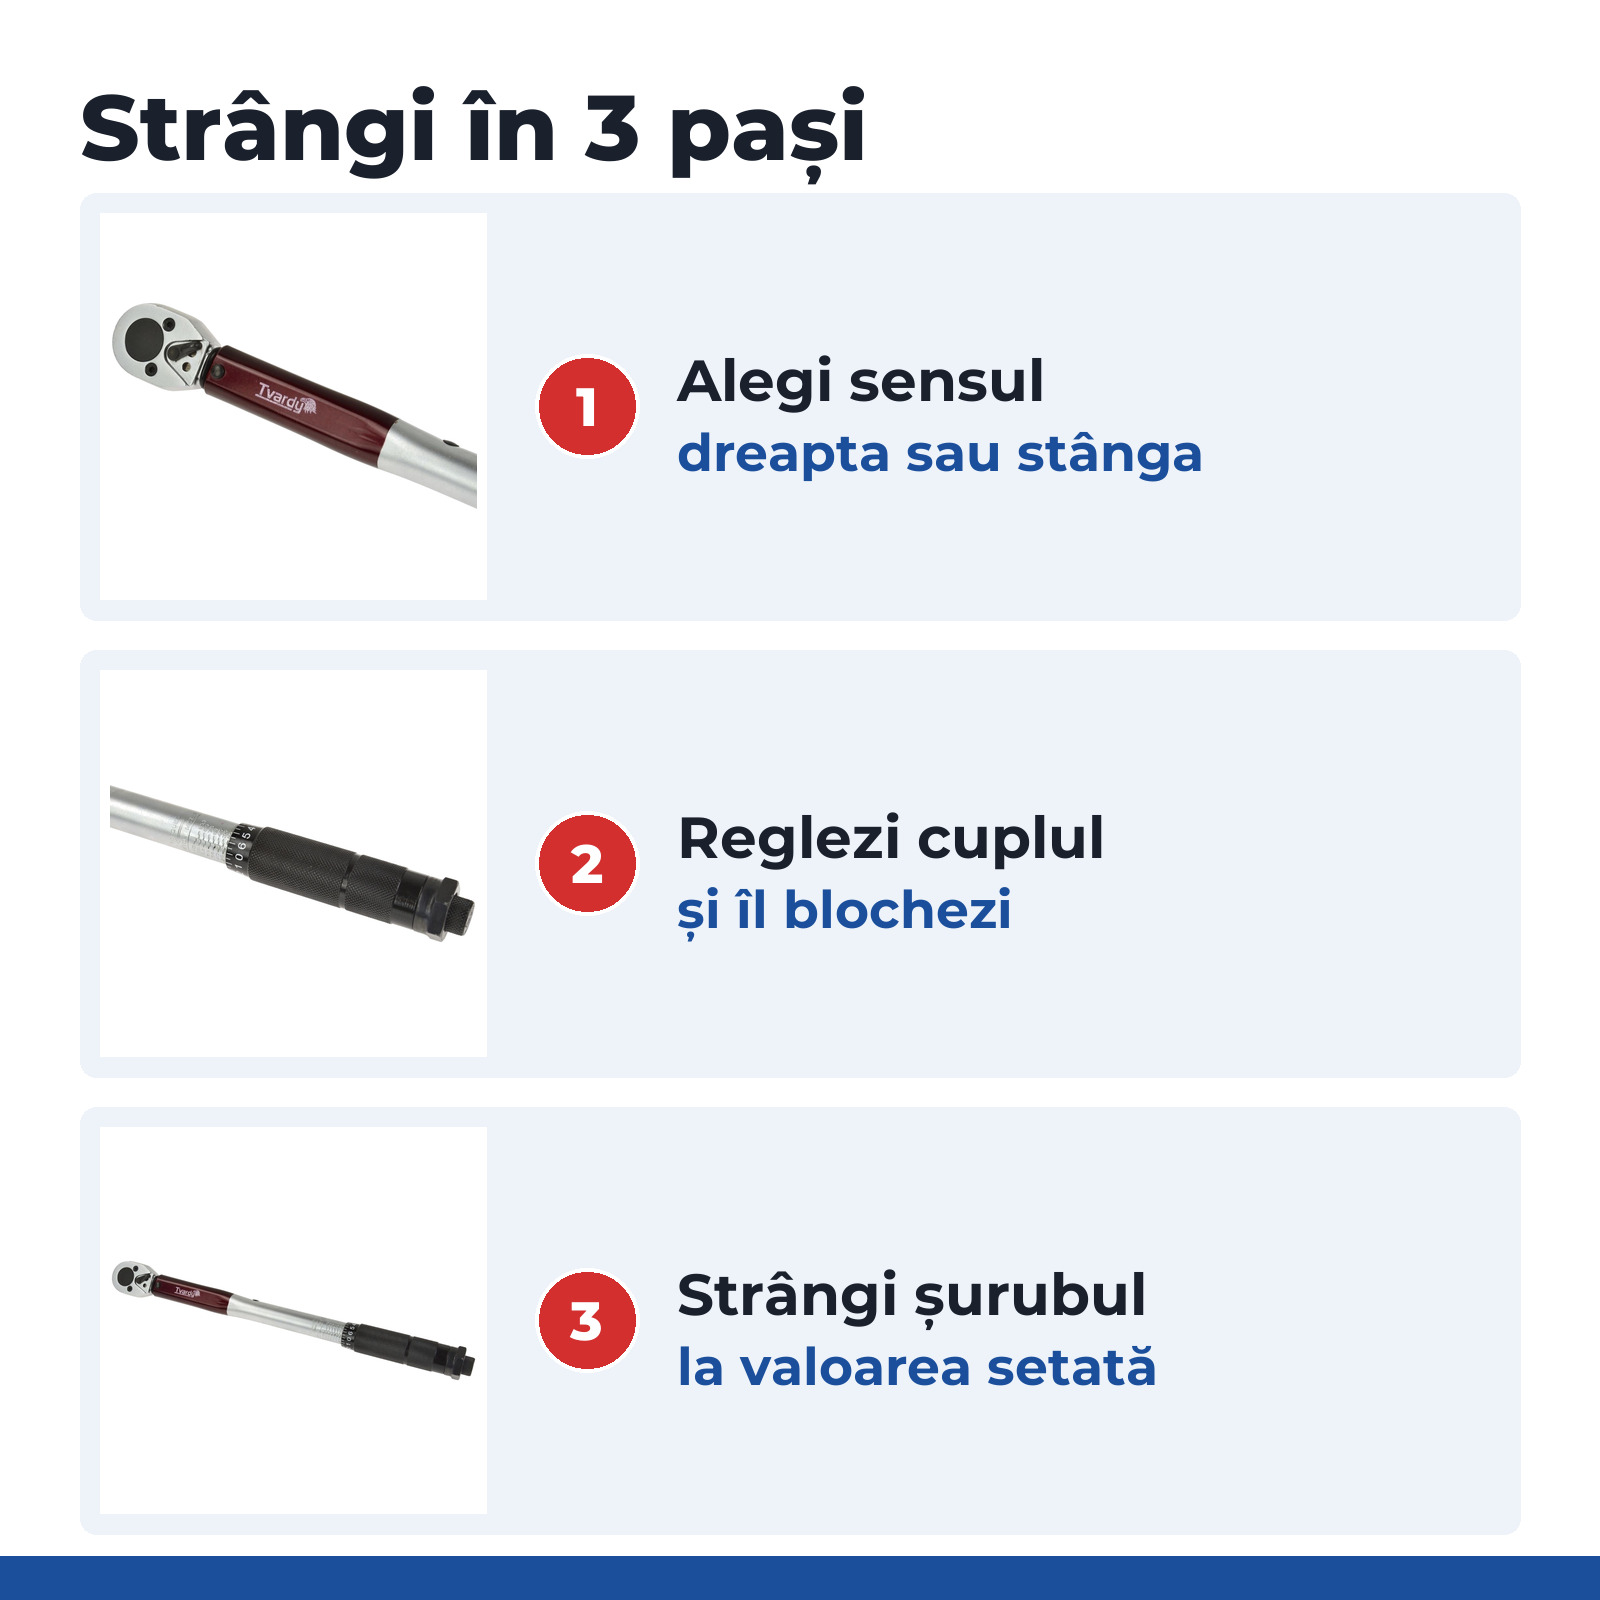 Strângi în 3 pași
Tvardy
1
Alegi sensul
dreapta sau stânga
2
Reglezi cuplul
și îl blochezi
Tvardy
3
Strângi șurubul
la valoarea setată